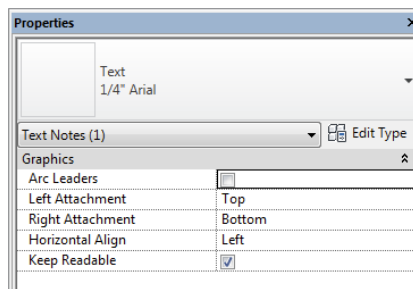 Properties
Text
1/4" Arial
Text Notes (1)
Edit Type
Graphics
Arc Leaders
Left Attachment Top
Right Attachment Bottom
Horizontal Align Left
Keep Readable